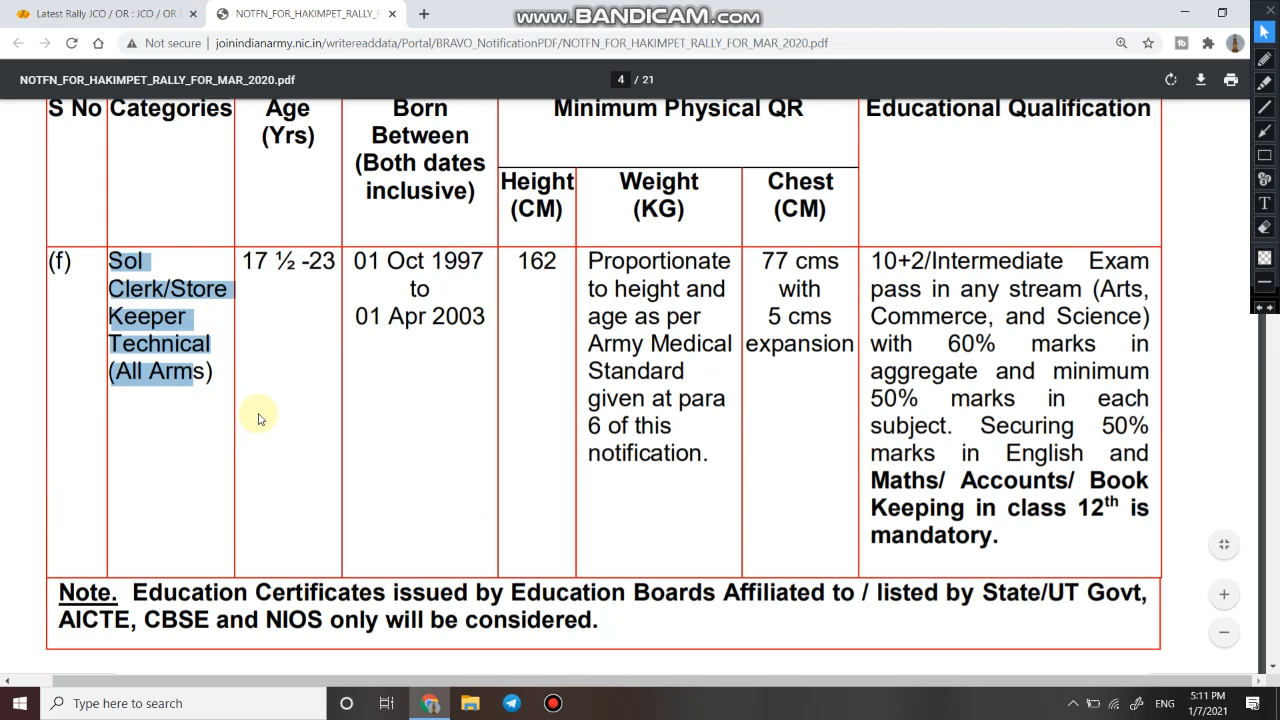 Latest Rally JCO / OR : JCO / OR
NOTFN_FOR_HAKIMPET_RALLY_F
www.BANDICAM.com
Not secure
joinindianarmy.nic.in/writereaddata/Portal/BRAVO_NotificationPDF/NOTFN_FOR_HAKIMPET_RALLY_FOR_MAR_2020.pdf
NOTFN_FOR_HAKIMPET_RALLY_FOR_MAR_2020.pdf
4 / 21
S No
Categories
Age
(Yrs)
Born
Between
(Both dates
inclusive)
Minimum Physical QR
Height
(CM)
Weight
(KG)
Chest
(CM)
Educational Qualification
(f)
Sol
Clerk/Store
Keeper
Technical
(All Arms)
17 ½ -23
01 Oct 1997
to
01 Apr 2003
162
Proportionate
to height and
age as per
Army Medical
Standard
given at para
6 of this
notification.
77 cms
with
5 cms
expansion
10+2/Intermediate Exam
pass in any stream (Arts,
Commerce, and Science)
with 60% marks in
aggregate and minimum
50% marks in each
subject. Securing 50%
marks in English and
Maths/ Accounts/ Book
Keeping in class 12th is
mandatory.
Note. Education Certificates issued by Education Boards Affiliated to / listed by State/UT Govt,
AICTE, CBSE and NIOS only will be considered.
Type here to search
ENG
5:11 PM
1/7/2021